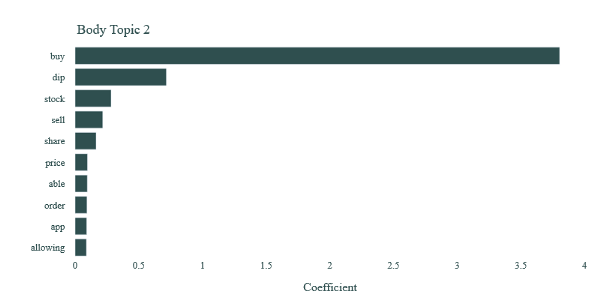 Body Topic 2
buy
dip
stock
sell
share
price
able
order
app
allowing
0 0.5 1 1.5 2 2.5 3 3.5 4
Coefficient